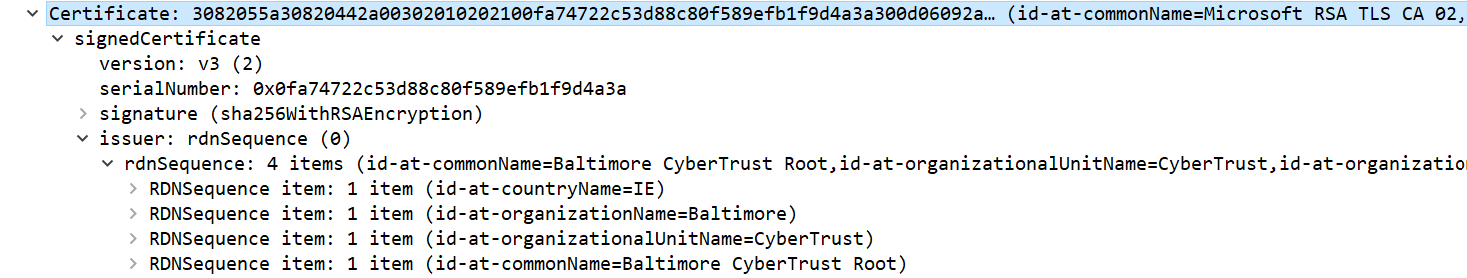 Certificate: 3082055a30820442a00302010202100fa74722c53d88c80f589efb1f9d4a3a300d06092a… (id-at-commonName=Microsoft RSA TLS CA 02,
signedCertificate
version: v3 (2)
serialNumber: 0x0fa74722c53d88c80f589efb1f9d4a3a
signature (sha256WithRSAEncryption)
issuer: rdnSequence (0)
rdnSequence: 4 items (id-at-commonName=Baltimore CyberTrust Root,id-at-organizationalUnitName=CyberTrust,id-at-organizatio
RDNSequence item: 1 item (id-at-countryName=IE)
RDNSequence item: 1 item (id-at-organizationName=Baltimore)
RDNSequence item: 1 item (id-at-organizationalUnitName=CyberTrust)
RDNSequence item: 1 item (id-at-commonName=Baltimore CyberTrust Root)